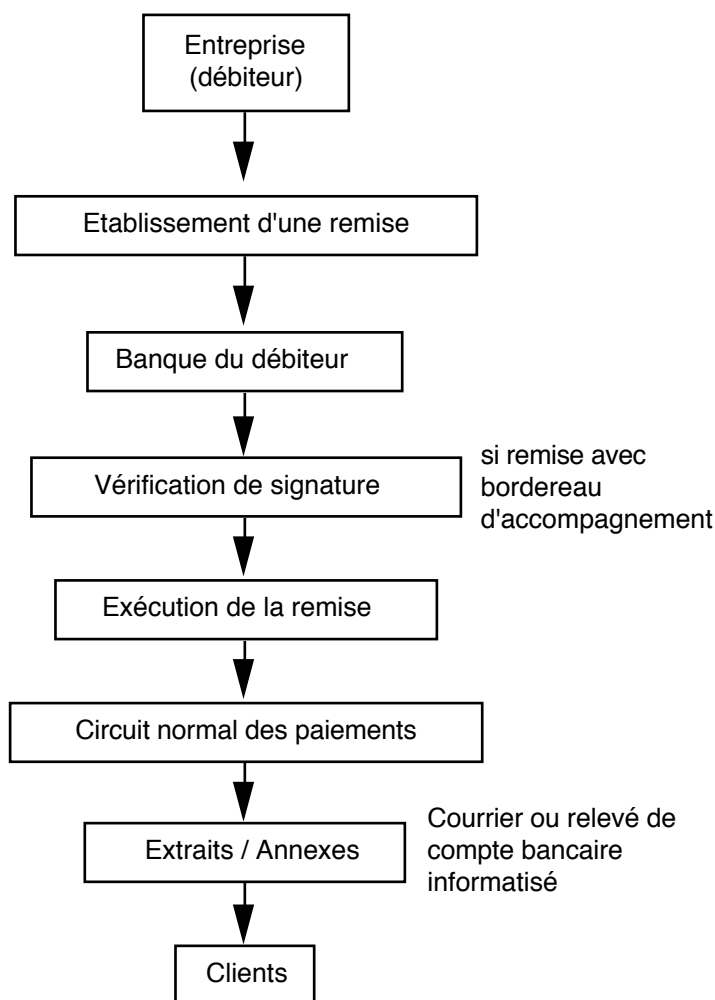 Entreprise
(débiteur)
Etablissement d'une remise
Banque du débiteur
Vérification de signature
si remise avec
bordereau
d'accompagnement
Exécution de la remise
Circuit normal des paiements
Extraits / Annexes
Courrier ou relevé de
compte bancaire
informatisé
Clients